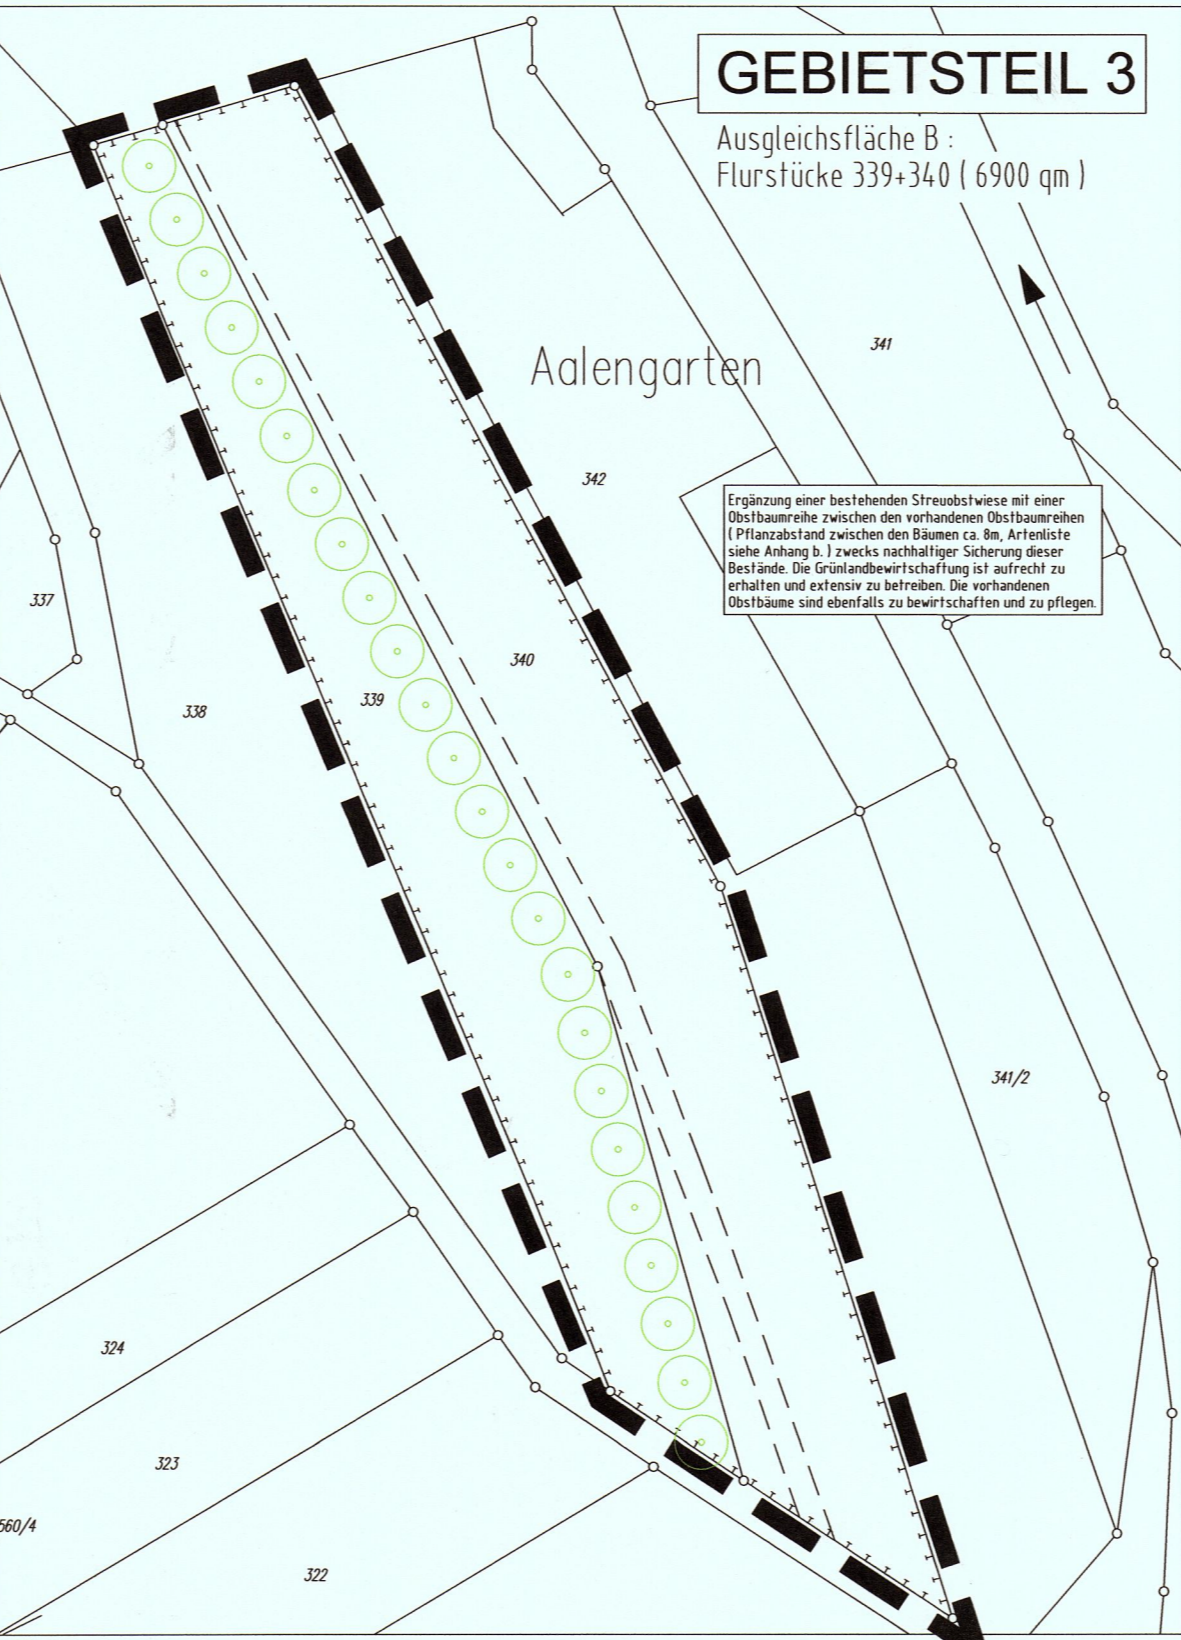 GEBIETSTEIL 3
Ausgleichsfläche B :
Flurstücke 339+340 ( 6900 qm )
341
Aalengarten
342
Ergänzung einer bestehenden Streuobstwiese mit einer
Obstbaumreihe zwischen den vorhandenen Obstbaumreihen
( Pflanzabstand zwischen den Bäumen ca. 8m, Artenliste
siehe Anhang b. ) zwecks nachhaltiger Sicherung dieser
Bestände. Die Grünlandbewirtschaftung ist aufrecht zu
erhalten und extensiv zu betreiben. Die vorhandenen
Obstbäume sind ebenfalls zu bewirtschaften und zu pflegen.
337
340
339
338
341/2
324
323
560/4
322